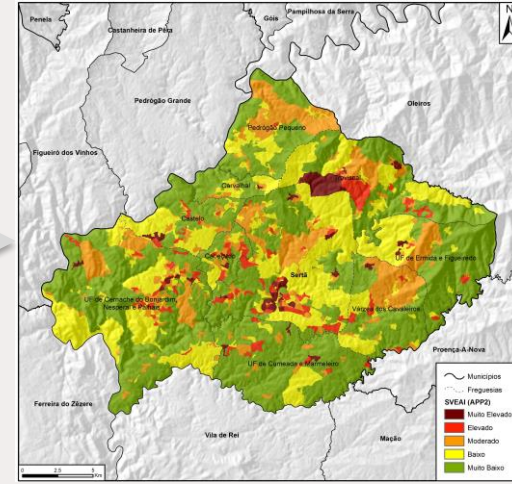 Penela
Castanheira de Pêra
Góis
Pampilhosa da Serra
N
Pedrógão Grande
Oleiros
Pedrógão Pequeno
Figueiró dos Vinhos
Carvalhal
Castelo
Cabeçudo
Sertã
UF de Ermida e Figueiredo
UF de Cernache do Bonjardim,
Nesperal e Palhais
Várzea dos Cavaleiros
UF de Cumeada e Marmeleiro
Proença-A-Nova
Ferreira do Zêzere
Vila de Rei
Mação
Municípios
Freguesias
SVEAI (APP2)
Muito Elevado
Elevado
Moderado
Baixo
Muito Baixo
0 2,5 5
Km